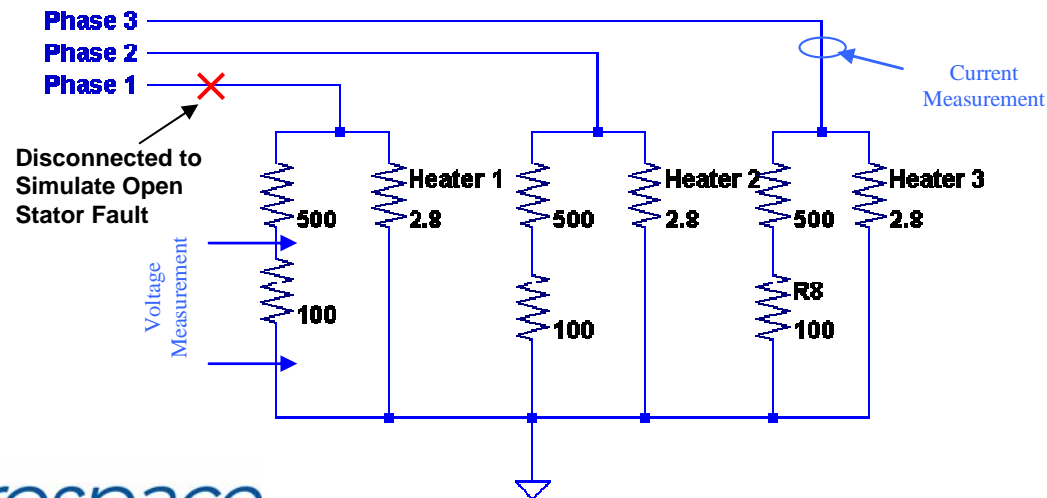 Phase 3
Phase 2
Phase 1
Current
Measurement
Disconnected to
Simulate Open
Stator Fault
Heater 1
Heater 2
Heater 3
500
2.8
500
2.8
500
2.8
Voltage
Measurement
100
100
R8
100